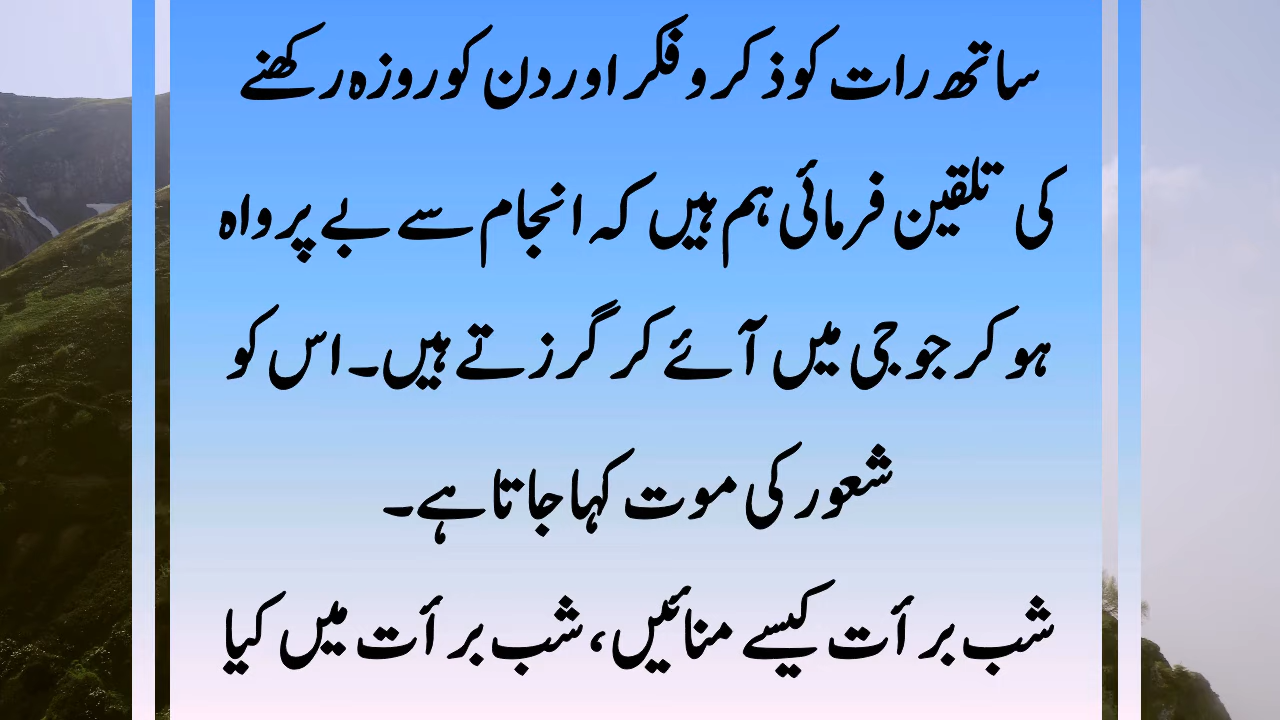 ساتھ رات کو ذکر و فکر اور دن کو روزہ رکھنے
کی تلقین فرمائی ہم ہیں کہ انجام سے بے پرواہ
ہو کر جو جی میں آئے کر گرزتے ہیں۔ اس کو
شعور کی موت کہا جاتا ہے۔
شب برأت کیسے منائیں، شب برأت میں کیا